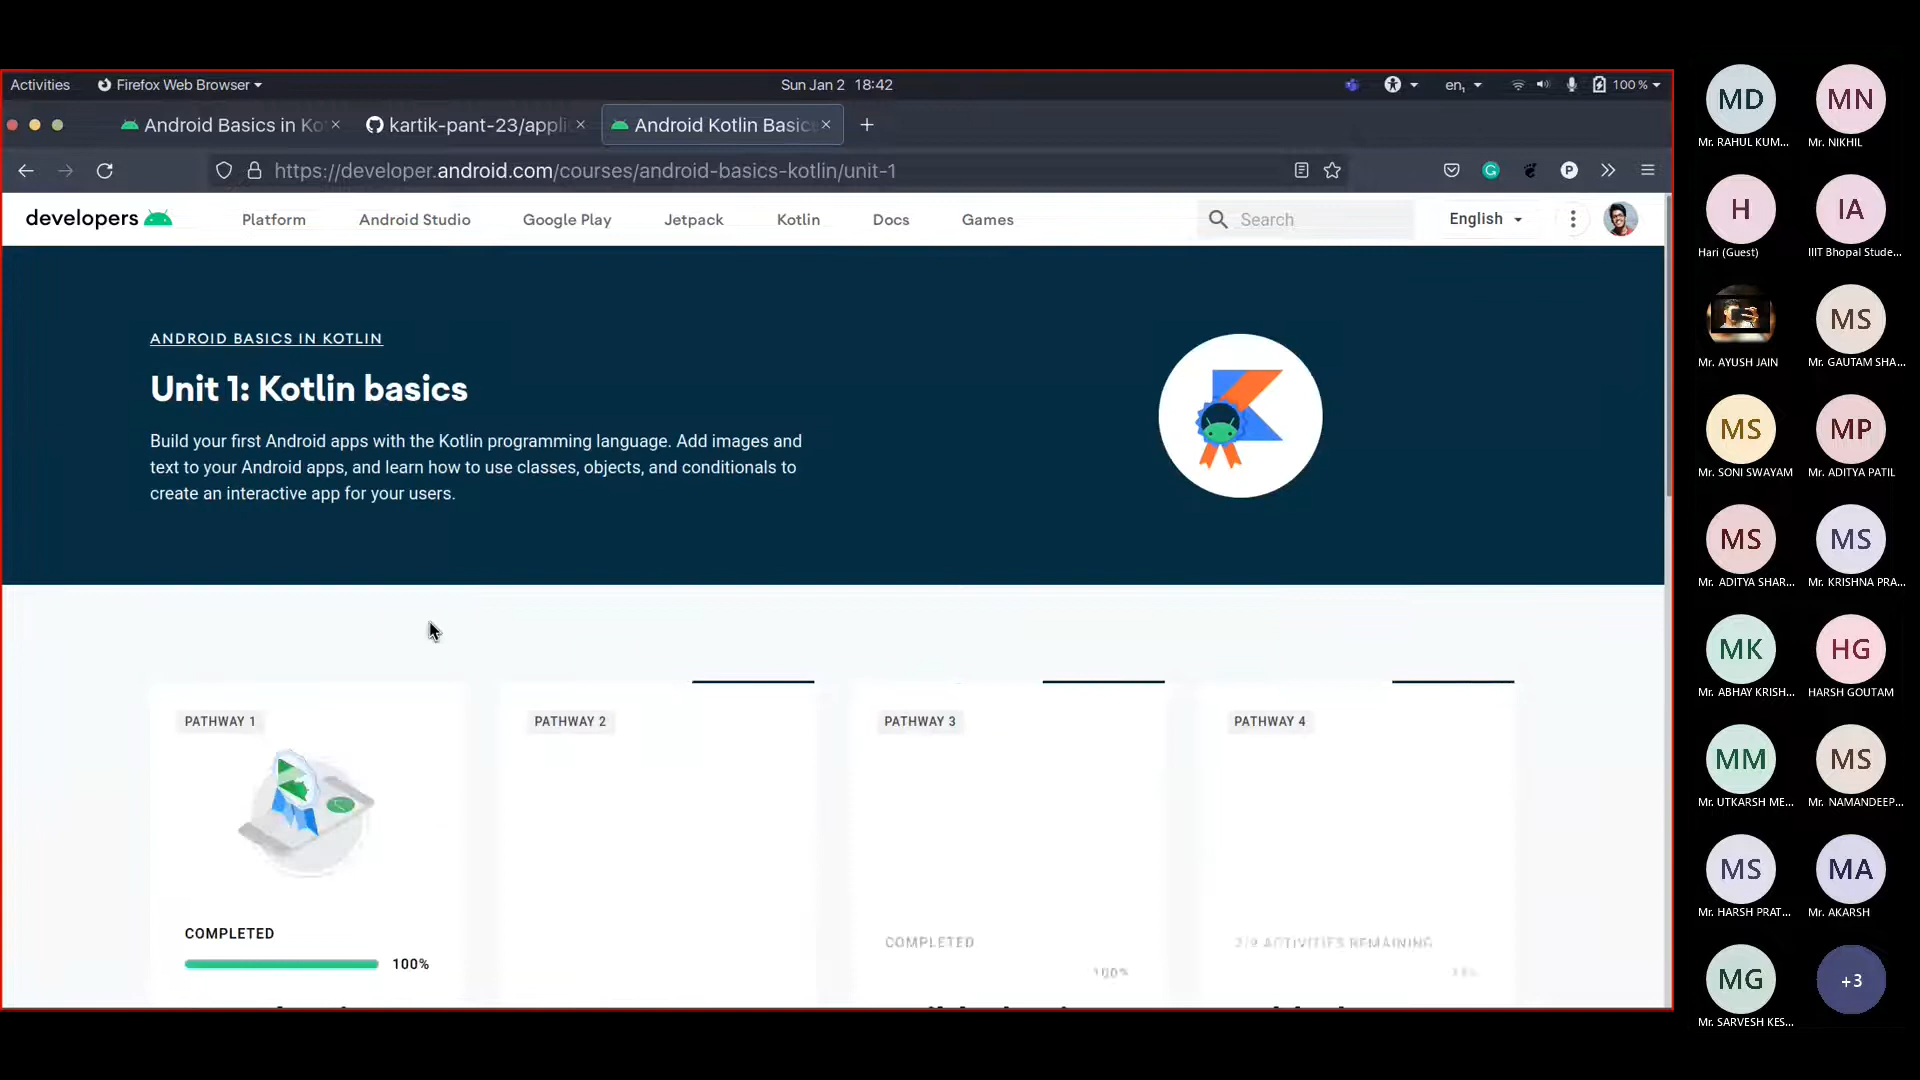 Activities
Firefox Web Browser
Sun Jan 2 18:42
en1
100 %
Android Basics in Ko
kartik-pant-23/appli
Android Kotlin Basic
https://developer.android.com/courses/android-basics-kotlin/unit-1
developers
Platform
Android Studio
Google Play
Jetpack
Kotlin
Docs
Games
Search
English
ANDROID BASICS IN KOTLIN
Unit 1: Kotlin basics
Build your first Android apps with the Kotlin programming language. Add images and
text to your Android apps, and learn how to use classes, objects, and conditionals to
create an interactive app for your users.
PATHWAY 1
COMPLETED
100%
PATHWAY 2
PATHWAY 3
COMPLETED
100%
PATHWAY 4
2/9 ACTIVITIES REMAINING
MD
Mr. RAHUL KUM...
MN
Mr. NIKHIL
H
Hari (Guest)
IA
IIIT Bhopal Stude...
Mr. AYUSH JAIN
MS
Mr. GAUTAM SHA...
MS
Mr. SONI SWAYAM
MP
Mr. ADITYA PATIL
MS
Mr. ADITYA SHAR...
MS
Mr. KRISHNA PRA...
MK
Mr. ABHAY KRISH...
HG
HARSH GOUTAM
MM
Mr. UTKARSH ME...
MS
Mr. NAMANDEEP...
MS
Mr. HARSH PRAT...
MA
Mr. AKARSH
MG
Mr. SARVESH KES...
+3